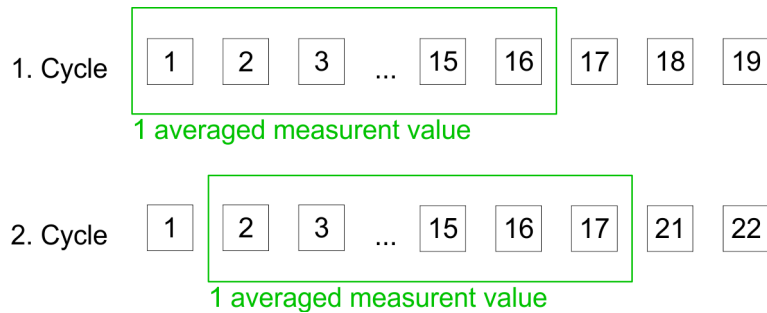 1. Cycle 1 2 3 ... 15 16 17 18 19
1 averaged measurent value
2. Cycle 1 2 3 ... 15 16 17 21 22
1 averaged measurent value